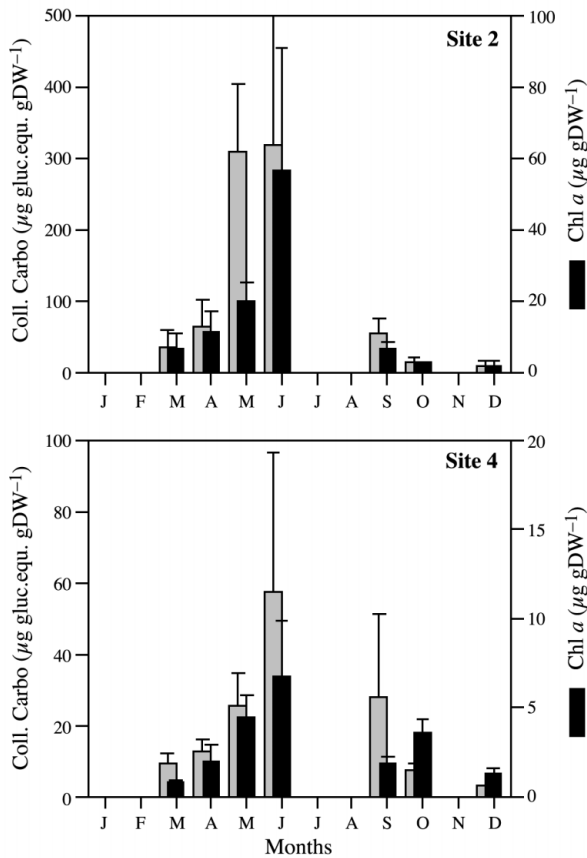 500
400
300
200
100
0
Coll. Carbo (µg gluc.equ. gDW−1)
Site 2
100
80
60
40
20
0
Chl a (µg gDW−1)
J F M A M J J A S O N D
100
80
60
40
20
0
Coll. Carbo (µg gluc.equ. gDW−1)
Site 4
20
15
10
5
0
Chl a (µg gDW−1)
J F M A M J J A S O N D
Months